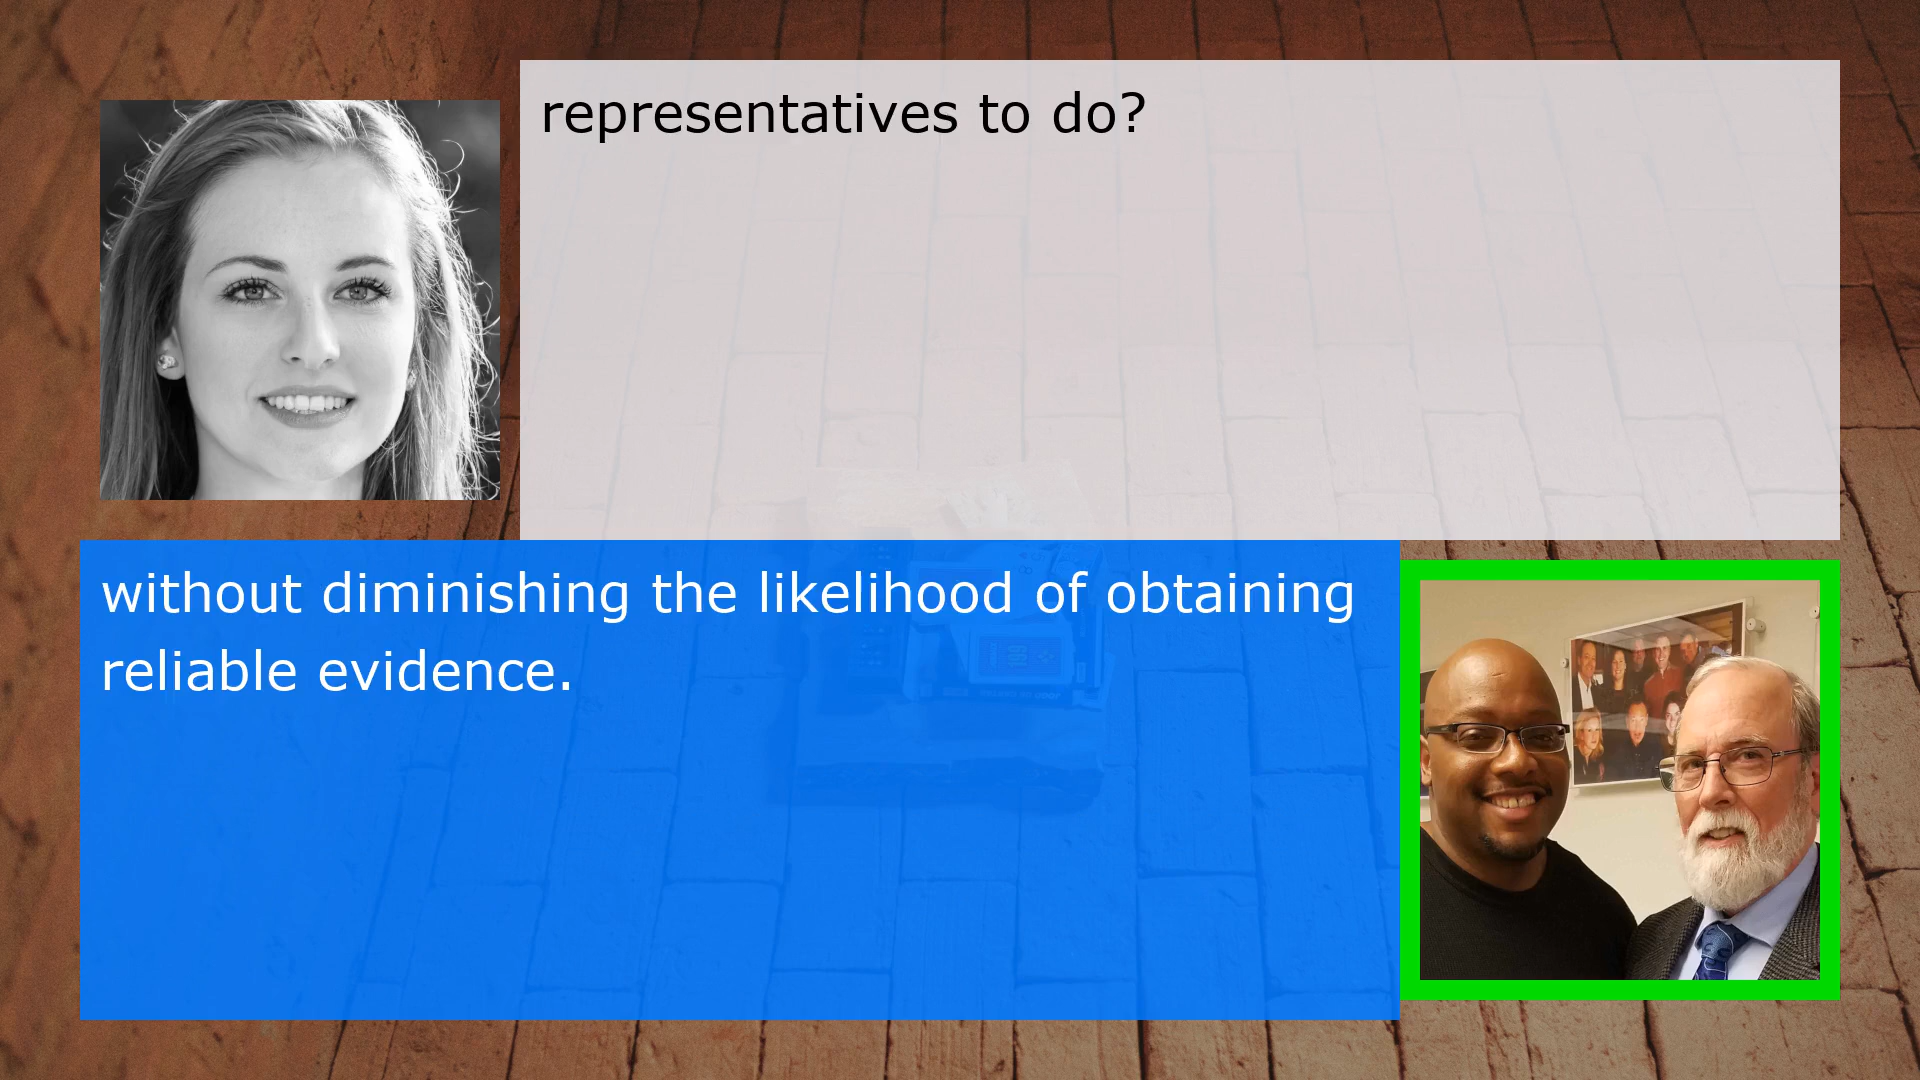 representatives to do?
without diminishing the likelihood of obtaining
reliable evidence.